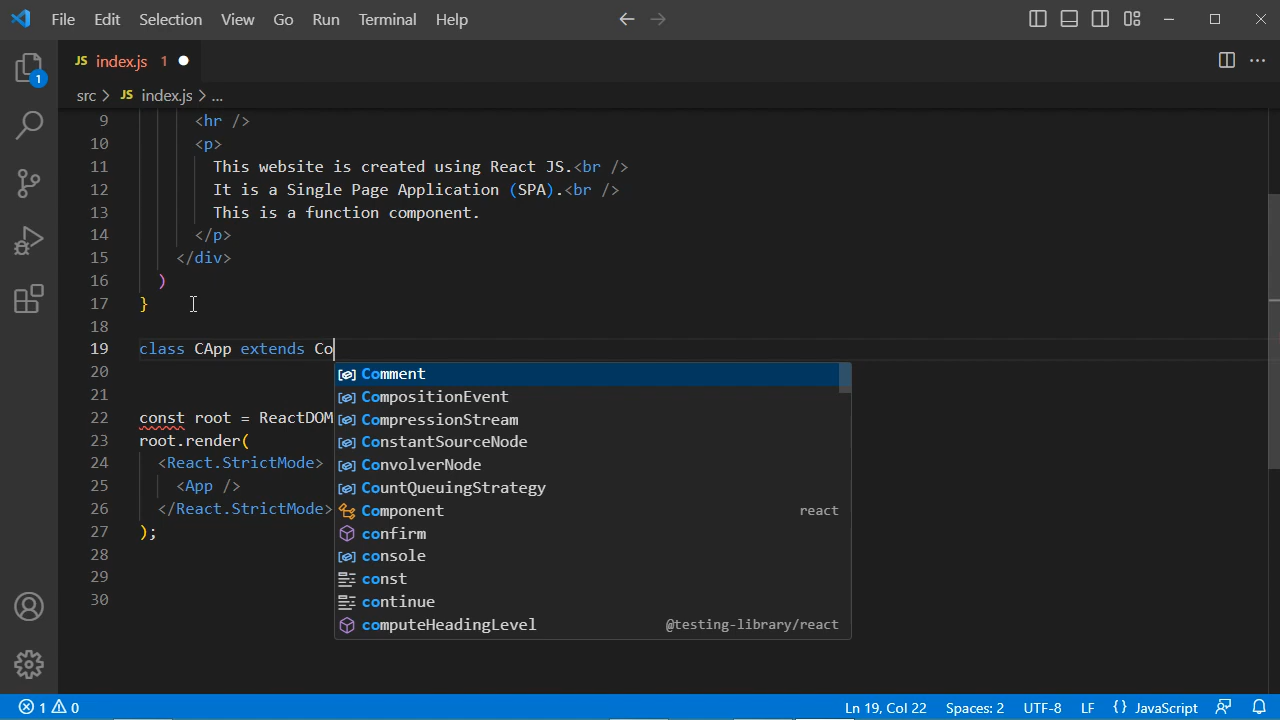 File Edit Selection View Go Run Terminal Help
JS index.js 1
src > JS index.js > ...
1
9 <hr />
10 <p>
11 This website is created using React JS.<br />
12 It is a Single Page Application (SPA).<br />
13 This is a function component.
14 </p>
15 </div>
16 )
17 }
18
19 class CApp extends Co
20
21
22 const root = ReactDOM
23 root.render(
24 <React.StrictMode>
25 <App />
26 </React.StrictMode>
27 );
28
29
30
Comment
CompositionEvent
CompressionStream
ConstantSourceNode
ConvolverNode
CountQueuingStrategy
Component react
confirm
console
const
continue
computeHeadingLevel @testing-library/react
1 0 Ln 19, Col 22 Spaces: 2 UTF-8 LF {} JavaScript